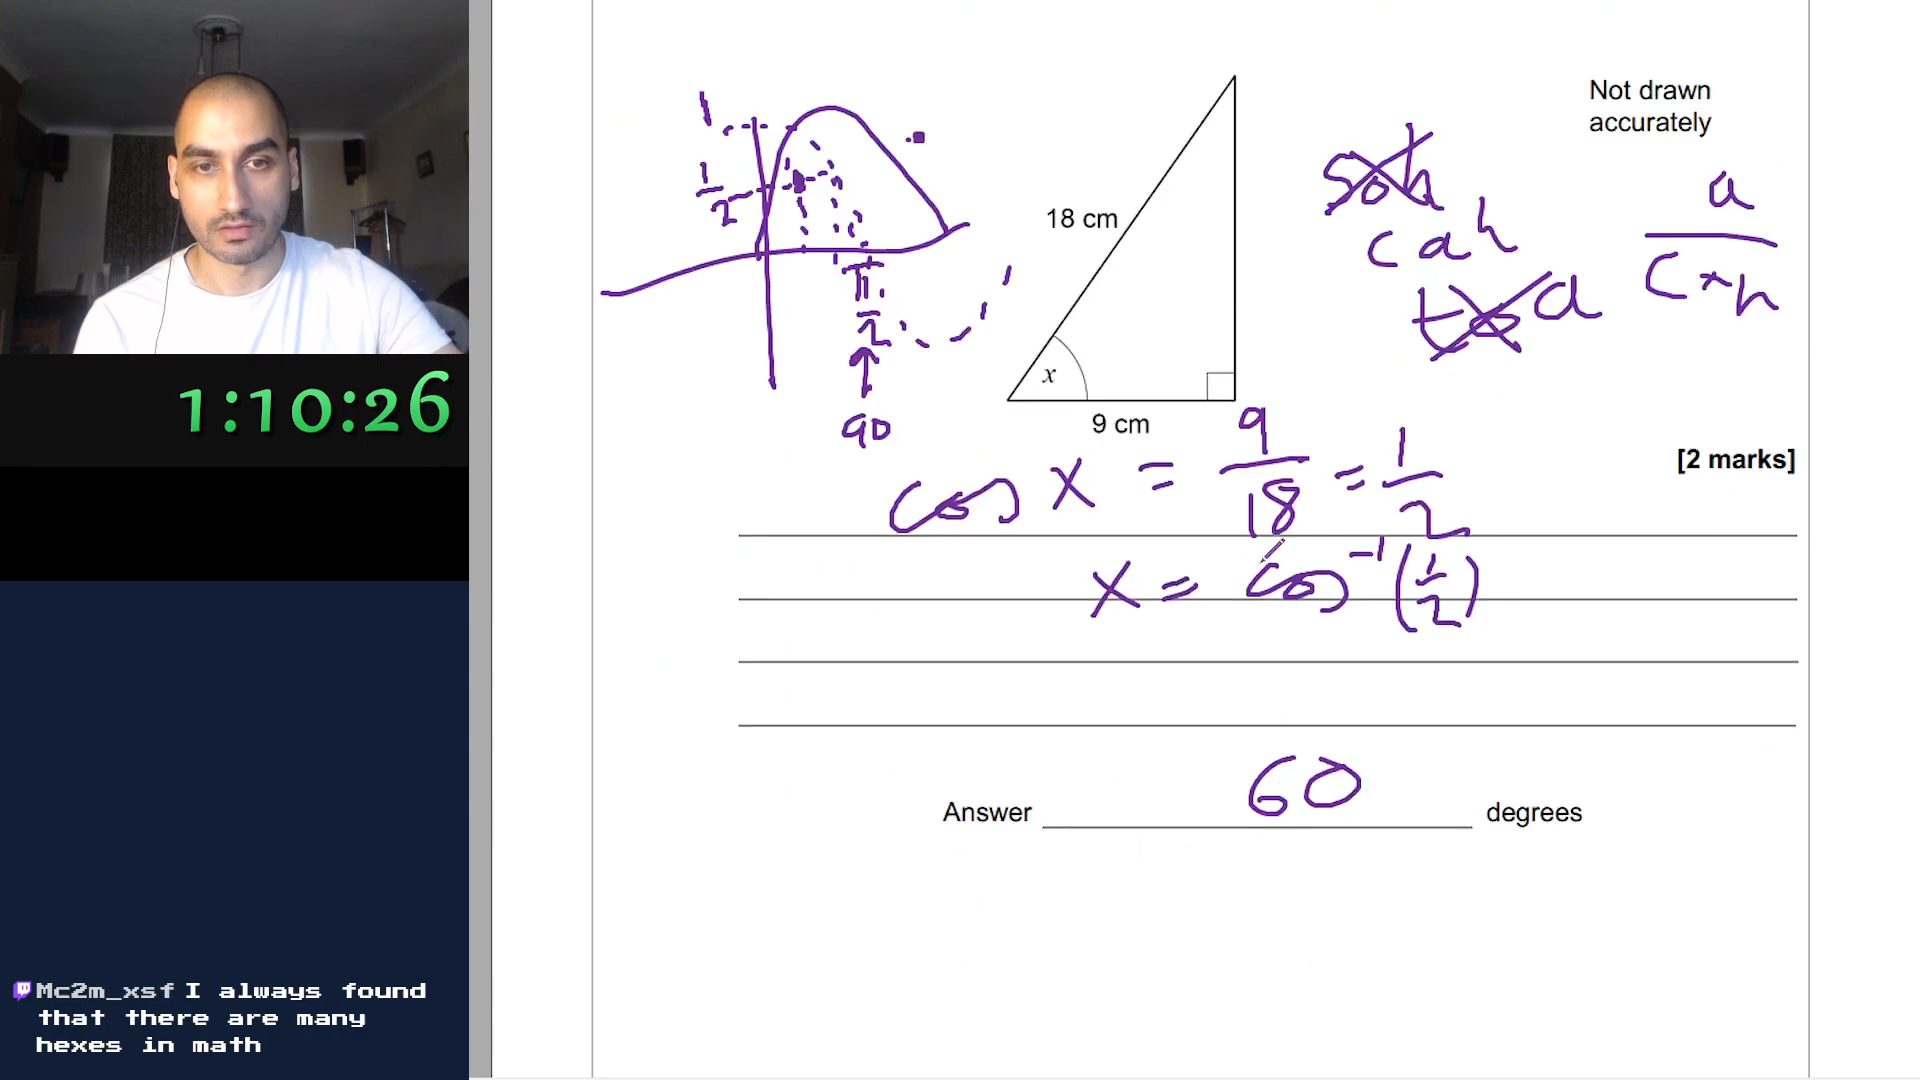 Not drawn
accurately
1
1/2
π/2
90
18 cm
x
9 cm
soh
cah
toa
a
c × h
[2 marks]
cos x = 9/18 = 1/2
x = cos⁻¹(1/2)
Answer 60 degrees
1:10:26
Mc2m_xsf I always found
that there are many
hexes in math